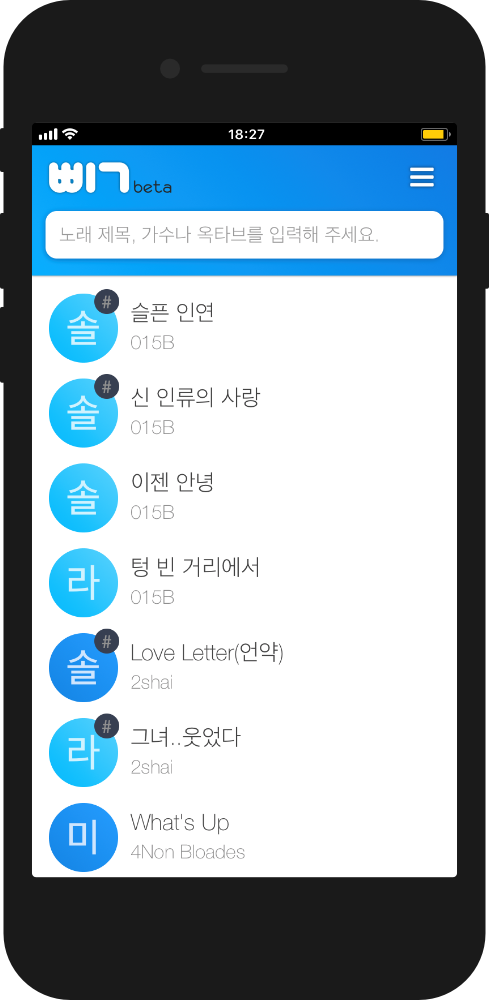 18:27
삐ㄱ beta
노래 제목, 가수나 옥타브를 입력해 주세요.
솔 #
슬픈 인연
015B
솔 #
신 인류의 사랑
015B
솔
이젠 안녕
015B
라
텅 빈 거리에서
015B
솔 #
Love Letter(언약)
2shai
라 #
그녀..웃었다
2shai
미
What's Up
4Non Bloades